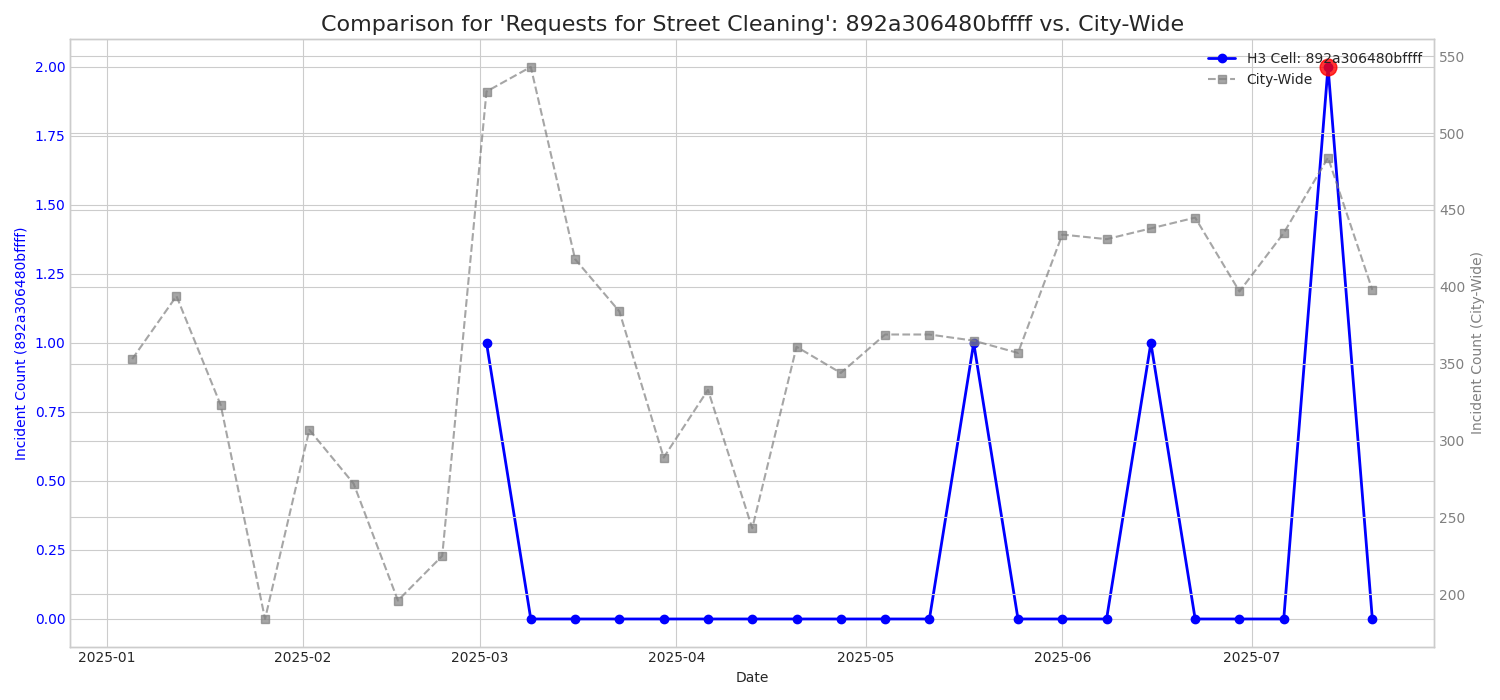 Comparison for 'Requests for Street Cleaning': 892a306480bffff vs. City-Wide
H3 Cell: 892a306480bffff
City-Wide
Incident Count (892a306480bffff)
2.00
1.75
1.50
1.25
1.00
0.75
0.50
0.25
0.00
550
500
450
400
350
300
250
200
Incident Count (City-Wide)
2025-01 2025-02 2025-03 2025-04 2025-05 2025-06 2025-07
Date